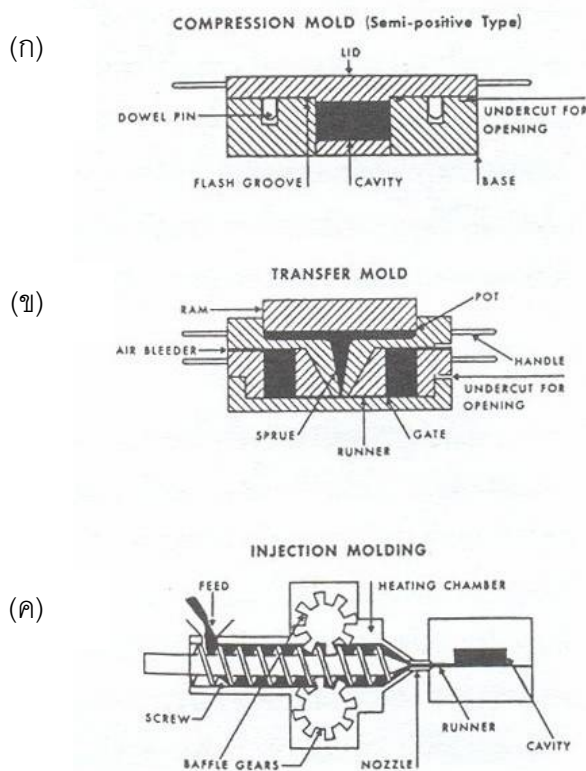 (ก)
COMPRESSION MOLD (Semi-positive Type)
LID
DOWEL PIN
UNDERCUT FOR
OPENING
FLASH GROOVE
CAVITY
BASE
(ข)
TRANSFER MOLD
RAM
POT
AIR BLEEDER
HANDLE
UNDERCUT FOR
OPENING
SPRUE
GATE
RUNNER
(ค)
INJECTION MOLDING
FEED
HEATING CHAMBER
SCREW
RUNNER
CAVITY
BAFFLE GEARS
NOZZLE